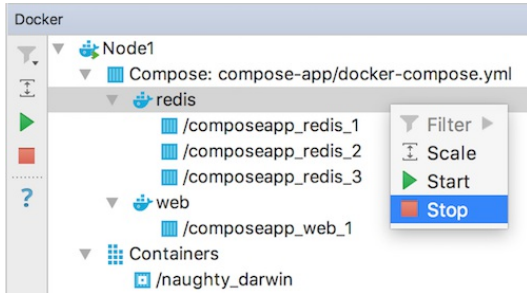 Docker
Node1
Compose: compose-app/docker-compose.yml
redis
/composeapp_redis_1
/composeapp_redis_2
/composeapp_redis_3
web
/composeapp_web_1
Containers
/naughty_darwin
Filter
Scale
Start
Stop
?